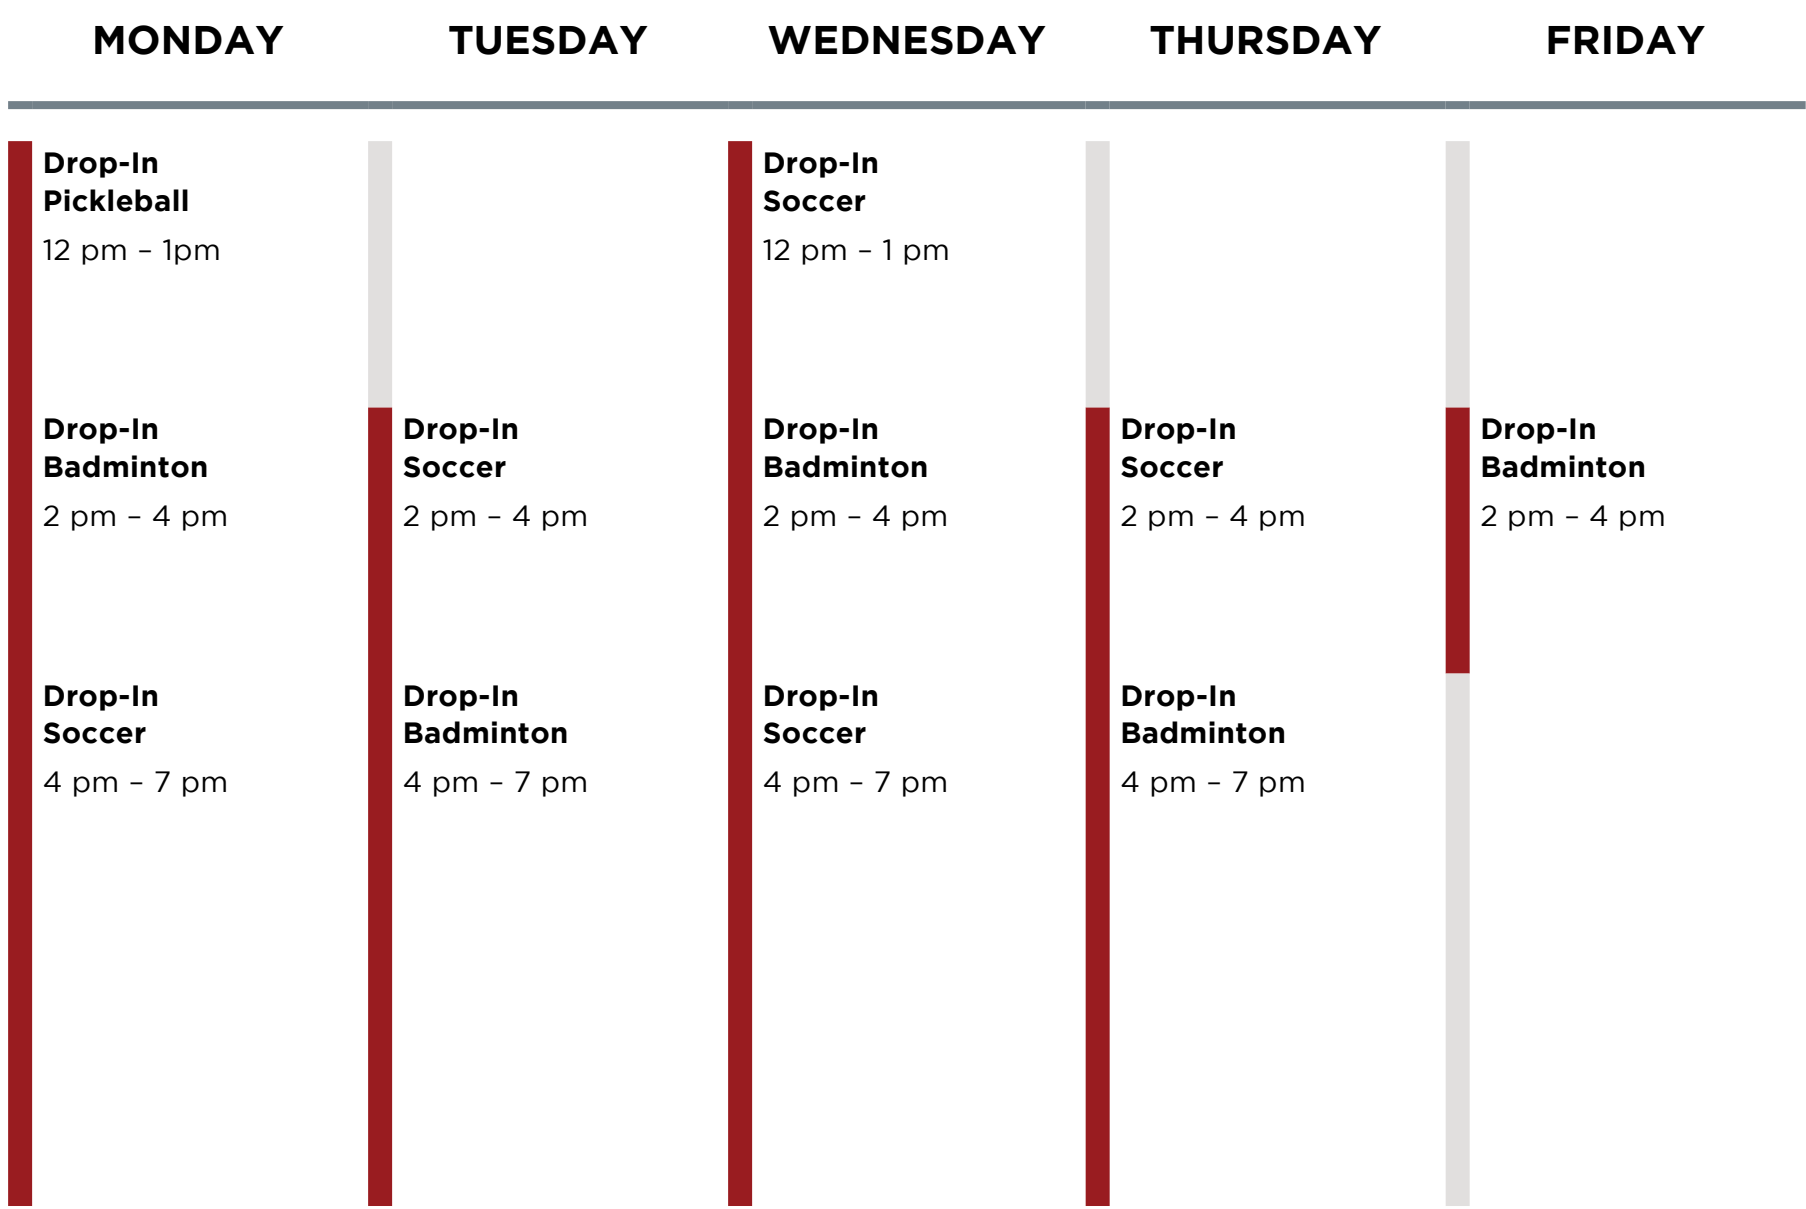 MONDAY
TUESDAY
WEDNESDAY
THURSDAY
FRIDAY
Drop-In
Pickleball
12 pm – 1pm
Drop-In
Soccer
12 pm – 1 pm
Drop-In
Badminton
2 pm – 4 pm
Drop-In
Soccer
2 pm – 4 pm
Drop-In
Badminton
2 pm – 4 pm
Drop-In
Soccer
2 pm – 4 pm
Drop-In
Badminton
2 pm – 4 pm
Drop-In
Soccer
4 pm – 7 pm
Drop-In
Badminton
4 pm – 7 pm
Drop-In
Soccer
4 pm – 7 pm
Drop-In
Badminton
4 pm – 7 pm